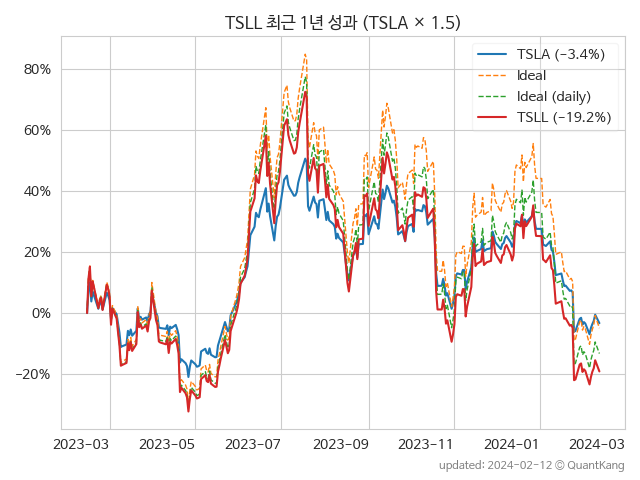 TSLL 최근 1년 성과 (TSLA × 1.5)
TSLA (−3.4%)
Ideal
Ideal (daily)
TSLL (−19.2%)
80%
60%
40%
20%
0%
−20%
2023-03 2023-05 2023-07 2023-09 2023-11 2024-01 2024-03
updated: 2024-02-12 © QuantKang